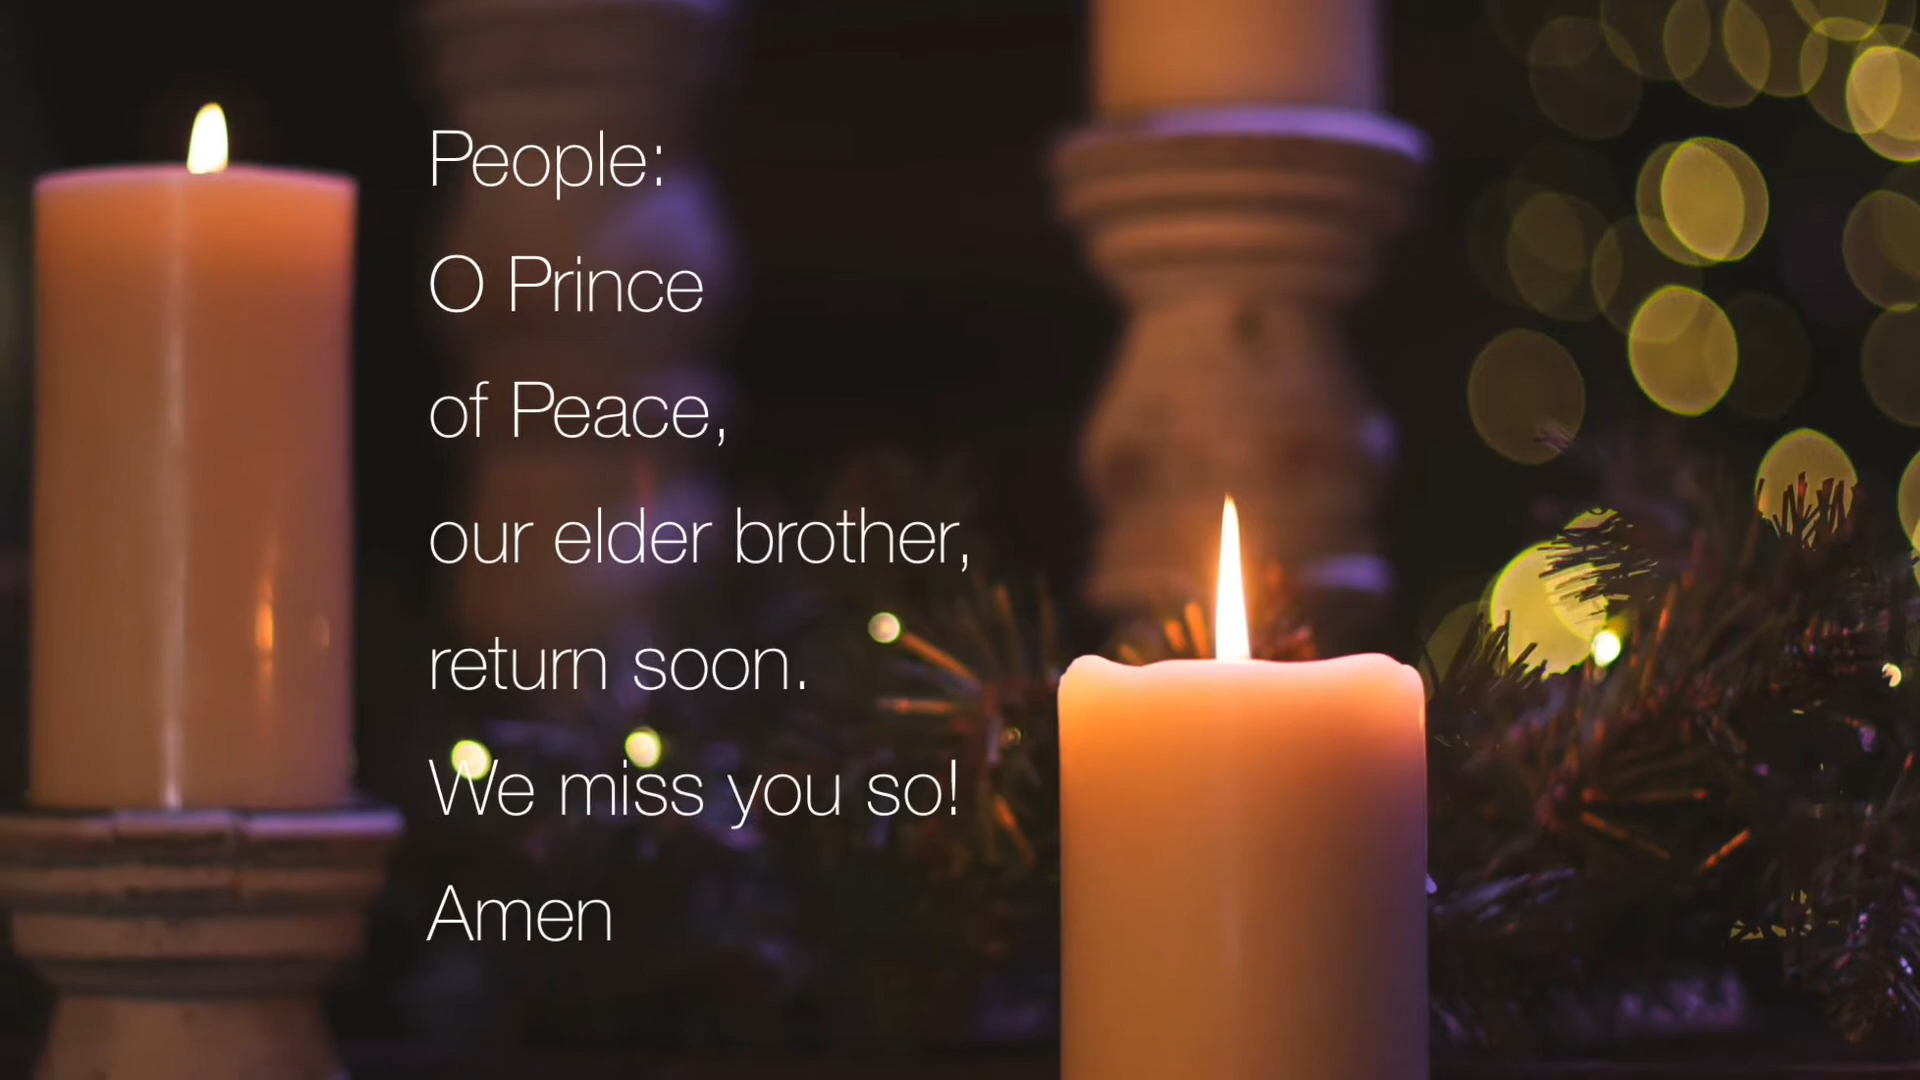 People:
O Prince
of Peace,
our elder brother,
return soon.
We miss you so!
Amen